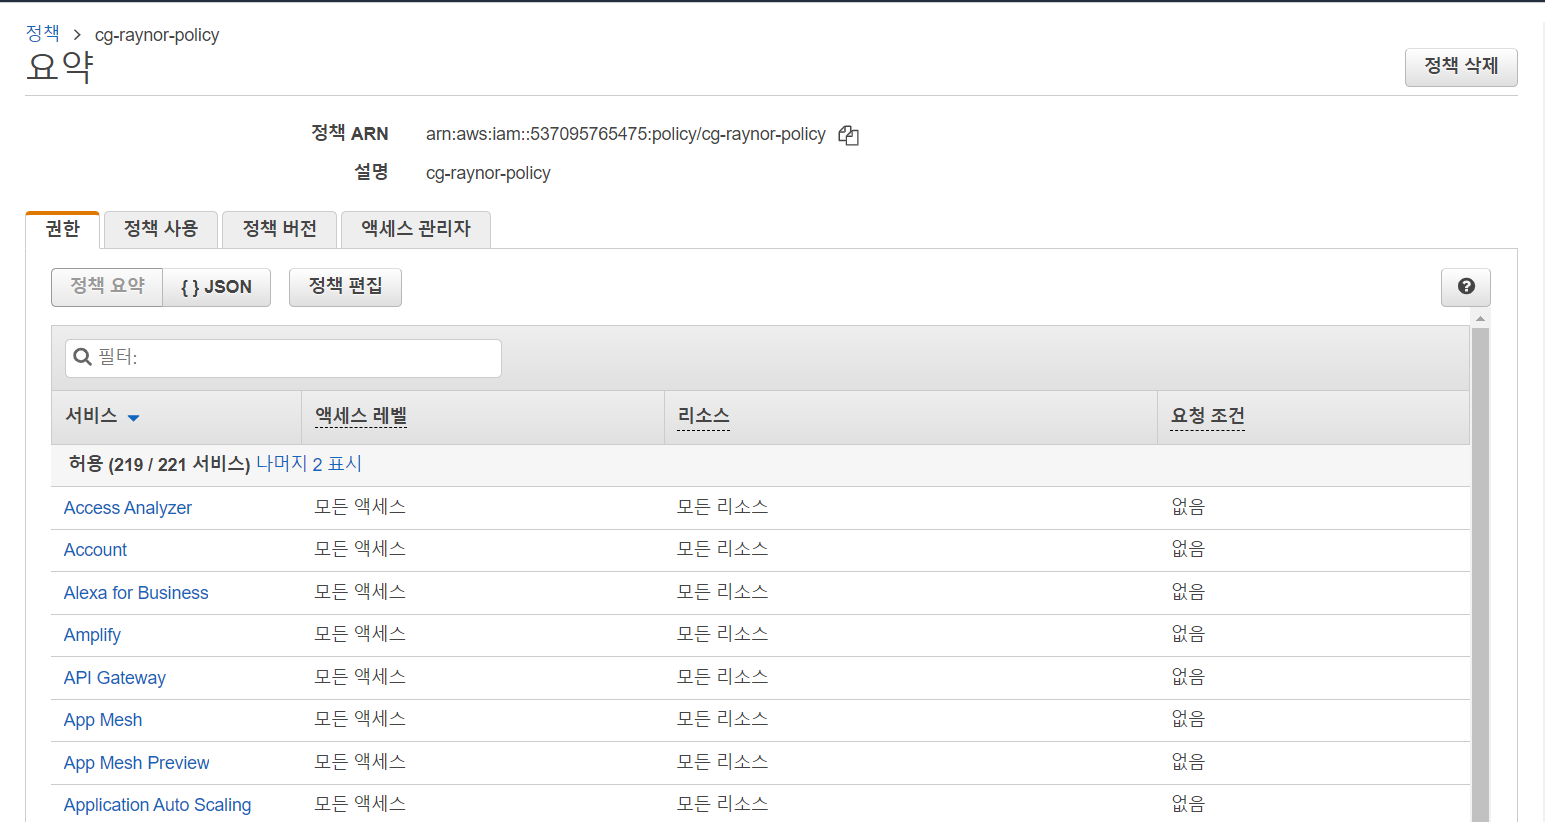 정책 > cg-raynor-policy
요약
정책 삭제
정책 ARN arn:aws:iam::537095765475:policy/cg-raynor-policy
설명 cg-raynor-policy
권한 정책 사용 정책 버전 액세스 관리자
정책 요약 { } JSON 정책 편집
필터:
서비스 액세스 레벨 리소스 요청 조건
허용 (219 / 221 서비스) 나머지 2 표시
Access Analyzer 모든 액세스 모든 리소스 없음
Account 모든 액세스 모든 리소스 없음
Alexa for Business 모든 액세스 모든 리소스 없음
Amplify 모든 액세스 모든 리소스 없음
API Gateway 모든 액세스 모든 리소스 없음
App Mesh 모든 액세스 모든 리소스 없음
App Mesh Preview 모든 액세스 모든 리소스 없음
Application Auto Scaling 모든 액세스 모든 리소스 없음